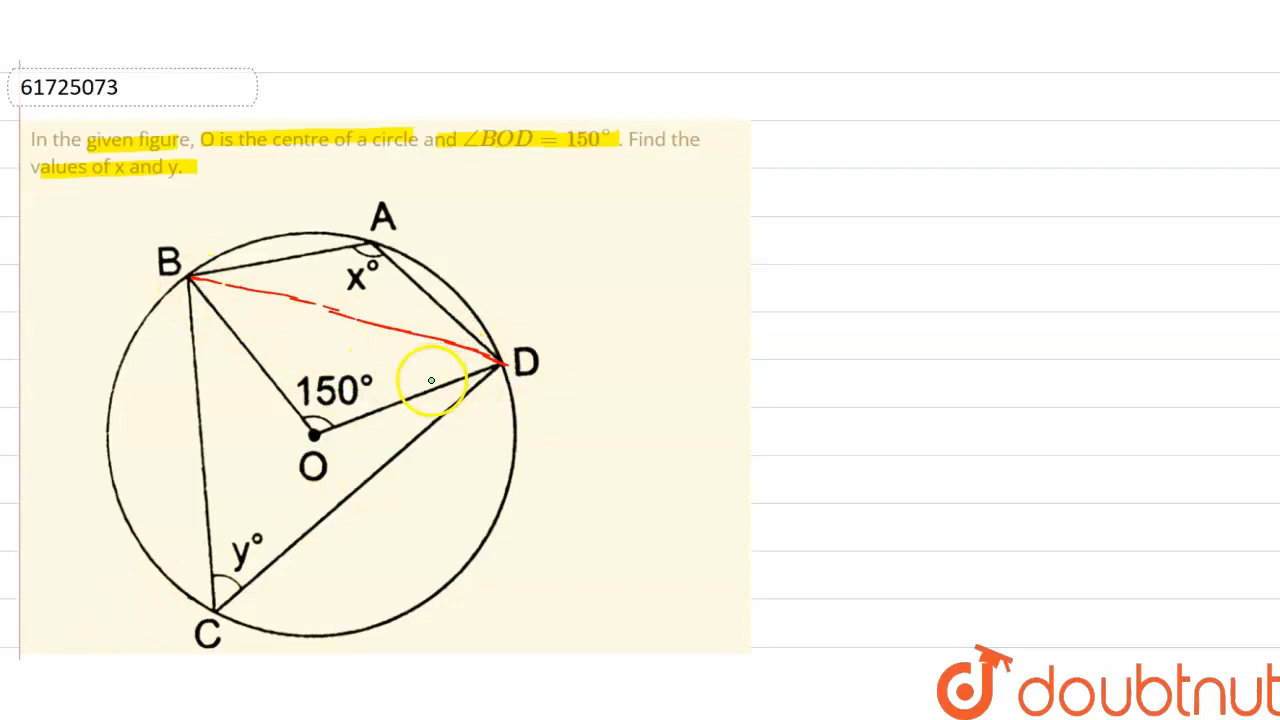 61725073
In the given figure, O is the centre of a circle and ∠BOD = 150°. Find the
values of x and y.
A
B
x°
D
150°
O
y°
C
doubtnut